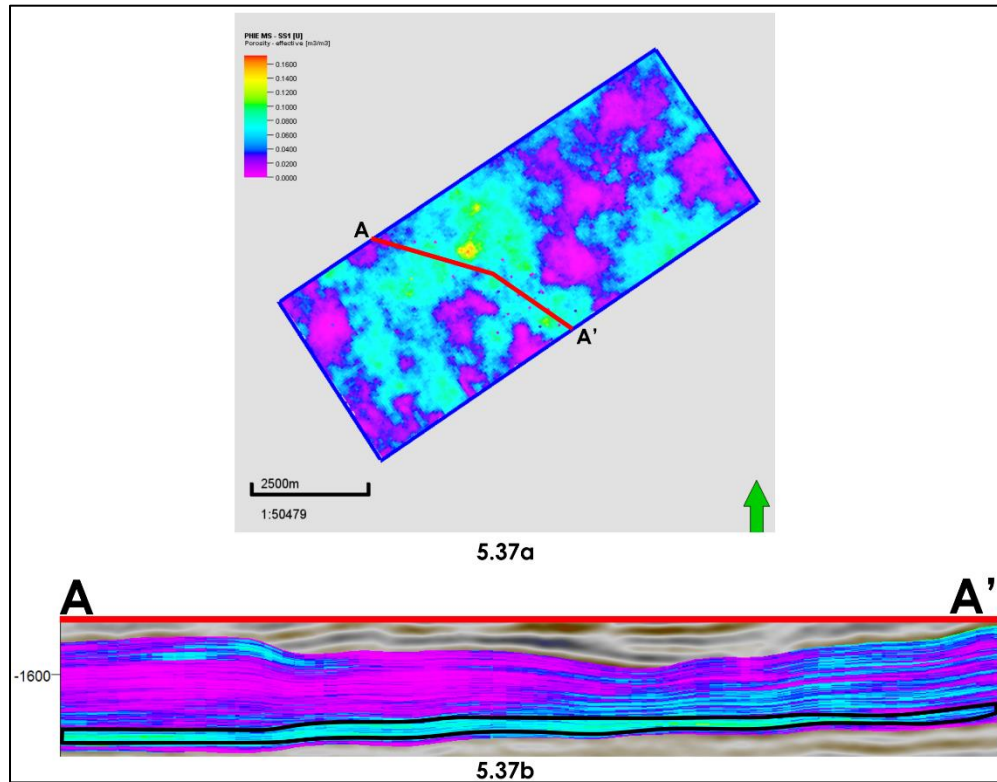 PHIE MS - SS1 [U]
Porosity - effective [m3/m3]
0.1600
0.1400
0.1200
0.1000
0.0800
0.0600
0.0400
0.0200
0.0000
A
A'
2500m
1:50479
5.37a
A
A'
-1600
5.37b